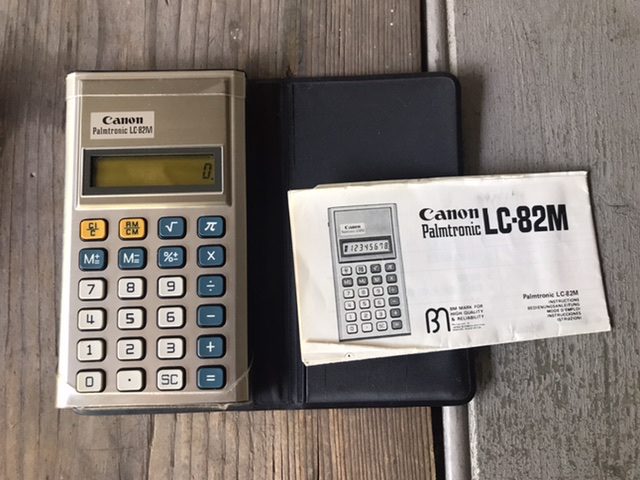 Canon
Palmtronic LC-82M
0.
CI/C RM/CM √ π
M± M= %± ×
7 8 9 ÷
4 5 6 −
1 2 3 +
0 . SC =
Canon
Palmtronic LC-82M
Canon
12345678
BM MARK FOR
HIGH QUALITY
& RELIABILITY
Palmtronic LC-82M
INSTRUCTIONS
BEDIENUNGSANLEITUNG
MODE D'EMPLOI
INSTRUCCIONES
ISTRUZIONI